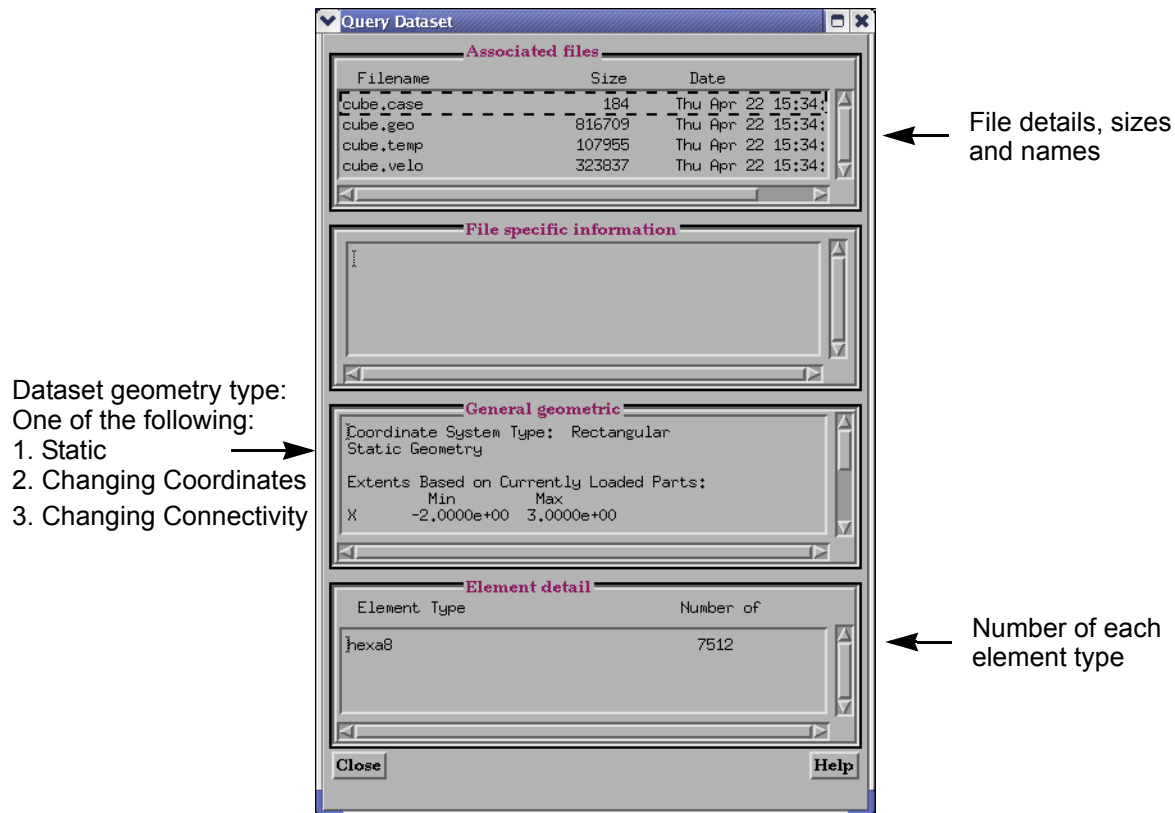 Query Dataset
Associated files
Filename Size Date
cube.case 184 Thu Apr 22 15:34:
cube.geo 816709 Thu Apr 22 15:34:
cube.temp 107955 Thu Apr 22 15:34:
cube.velo 323837 Thu Apr 22 15:34:
File details, sizes
and names
File specific information
Dataset geometry type:
One of the following:
1. Static
2. Changing Coordinates
3. Changing Connectivity
General geometric
Coordinate System Type: Rectangular
Static Geometry
Extents Based on Currently Loaded Parts:
Min Max
X -2.0000e+00 3.0000e+00
Element detail
Element Type Number of
hexa8 7512
Number of each
element type
Close Help